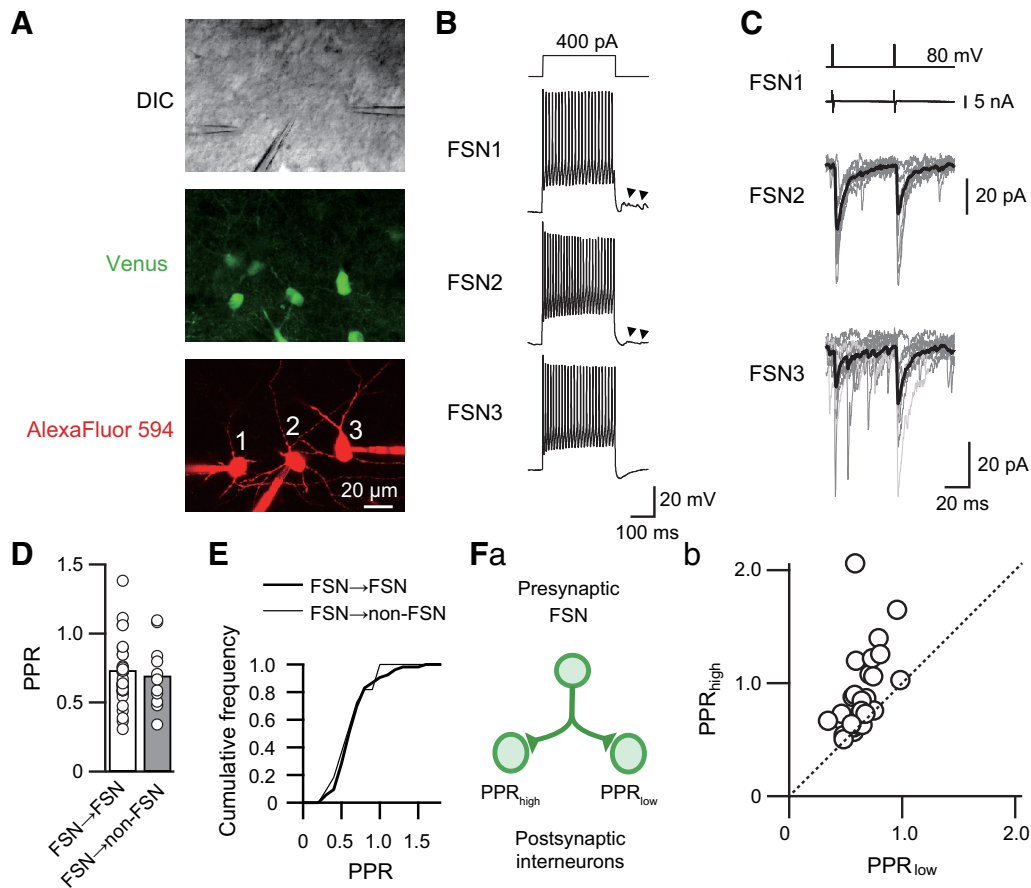 A
DIC
Venus
AlexaFluor 594
1
2
3
20 µm
B
400 pA
FSN1
FSN2
FSN3
20 mV
100 ms
C
FSN1
80 mV
5 nA
FSN2
20 pA
FSN3
20 pA
20 ms
D
PPR
1.5
1.0
0.5
0
FSN→FSN
FSN→non-FSN
E
FSN→FSN
FSN→non-FSN
Cumulative frequency
1.0
0.8
0.6
0.4
0.2
0
0
0.5
1.0
1.5
PPR
Fa
Presynaptic
FSN
PPRhigh
PPRlow
Postsynaptic
interneurons
b
PPRhigh
2.0
1.0
0
0
1.0
2.0
PPRlow